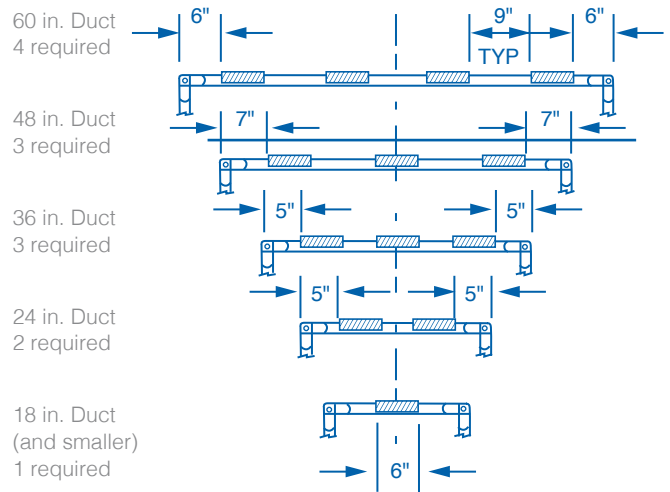 60 in. Duct
4 required
6"
9"
TYP
6"
48 in. Duct
3 required
7"
7"
36 in. Duct
3 required
5"
5"
24 in. Duct
2 required
5"
5"
18 in. Duct
(and smaller)
1 required
6"